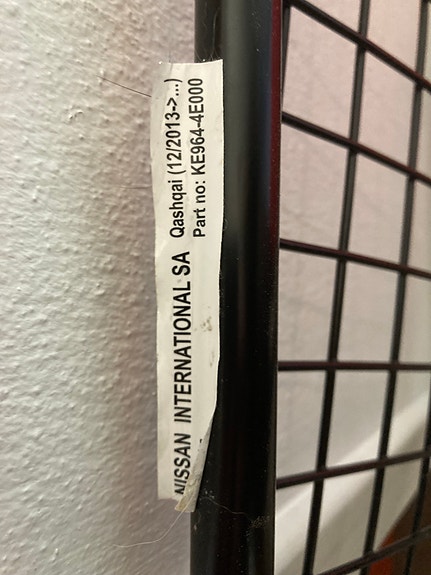 NISSAN INTERNATIONAL SA
Qashqai (12/2013->...)
Part no: KE964-4E000